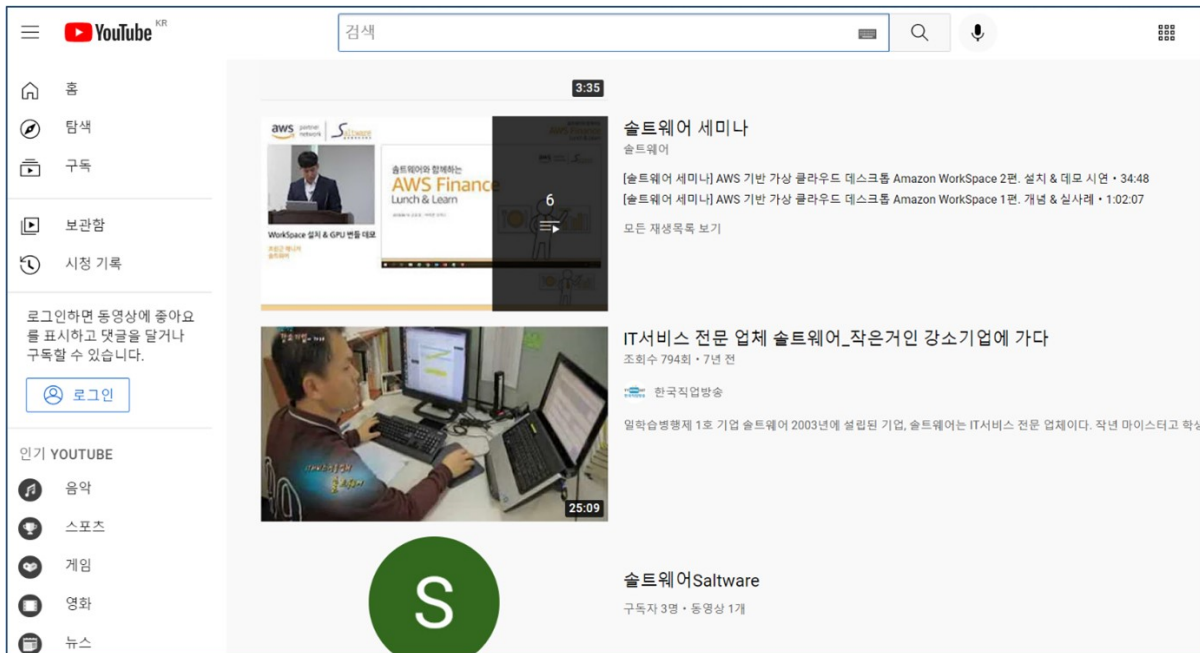 YouTube KR
검색
홈
탐색
구독
보관함
시청 기록
로그인하면 동영상에 좋아요
를 표시하고 댓글을 달거나
구독할 수 있습니다.
로그인
인기 YOUTUBE
음악
스포츠
게임
영화
뉴스
3:35
aws partner network Saltware
솔트웨어와 함께하는
AWS Finance
Lunch & Learn
WorkSpace 설치 & GPU 번들 데모
솔트웨어
6
솔트웨어 세미나
솔트웨어
[솔트웨어 세미나] AWS 기반 가상 클라우드 데스크톱 Amazon WorkSpace 2편. 설치 & 데모 시연 • 34:48
[솔트웨어 세미나] AWS 기반 가상 클라우드 데스크톱 Amazon WorkSpace 1편. 개념 & 실사례 • 1:02:07
모든 재생목록 보기
25:09
IT서비스 전문 업체 솔트웨어_작은거인 강소기업에 가다
조회수 794회 • 7년 전
한국직업방송
일학습병행제 1호 기업 솔트웨어 2003년에 설립된 기업, 솔트웨어는 IT서비스 전문 업체이다. 작년 마이스터고 학생
S
솔트웨어Saltware
구독자 3명 • 동영상 1개